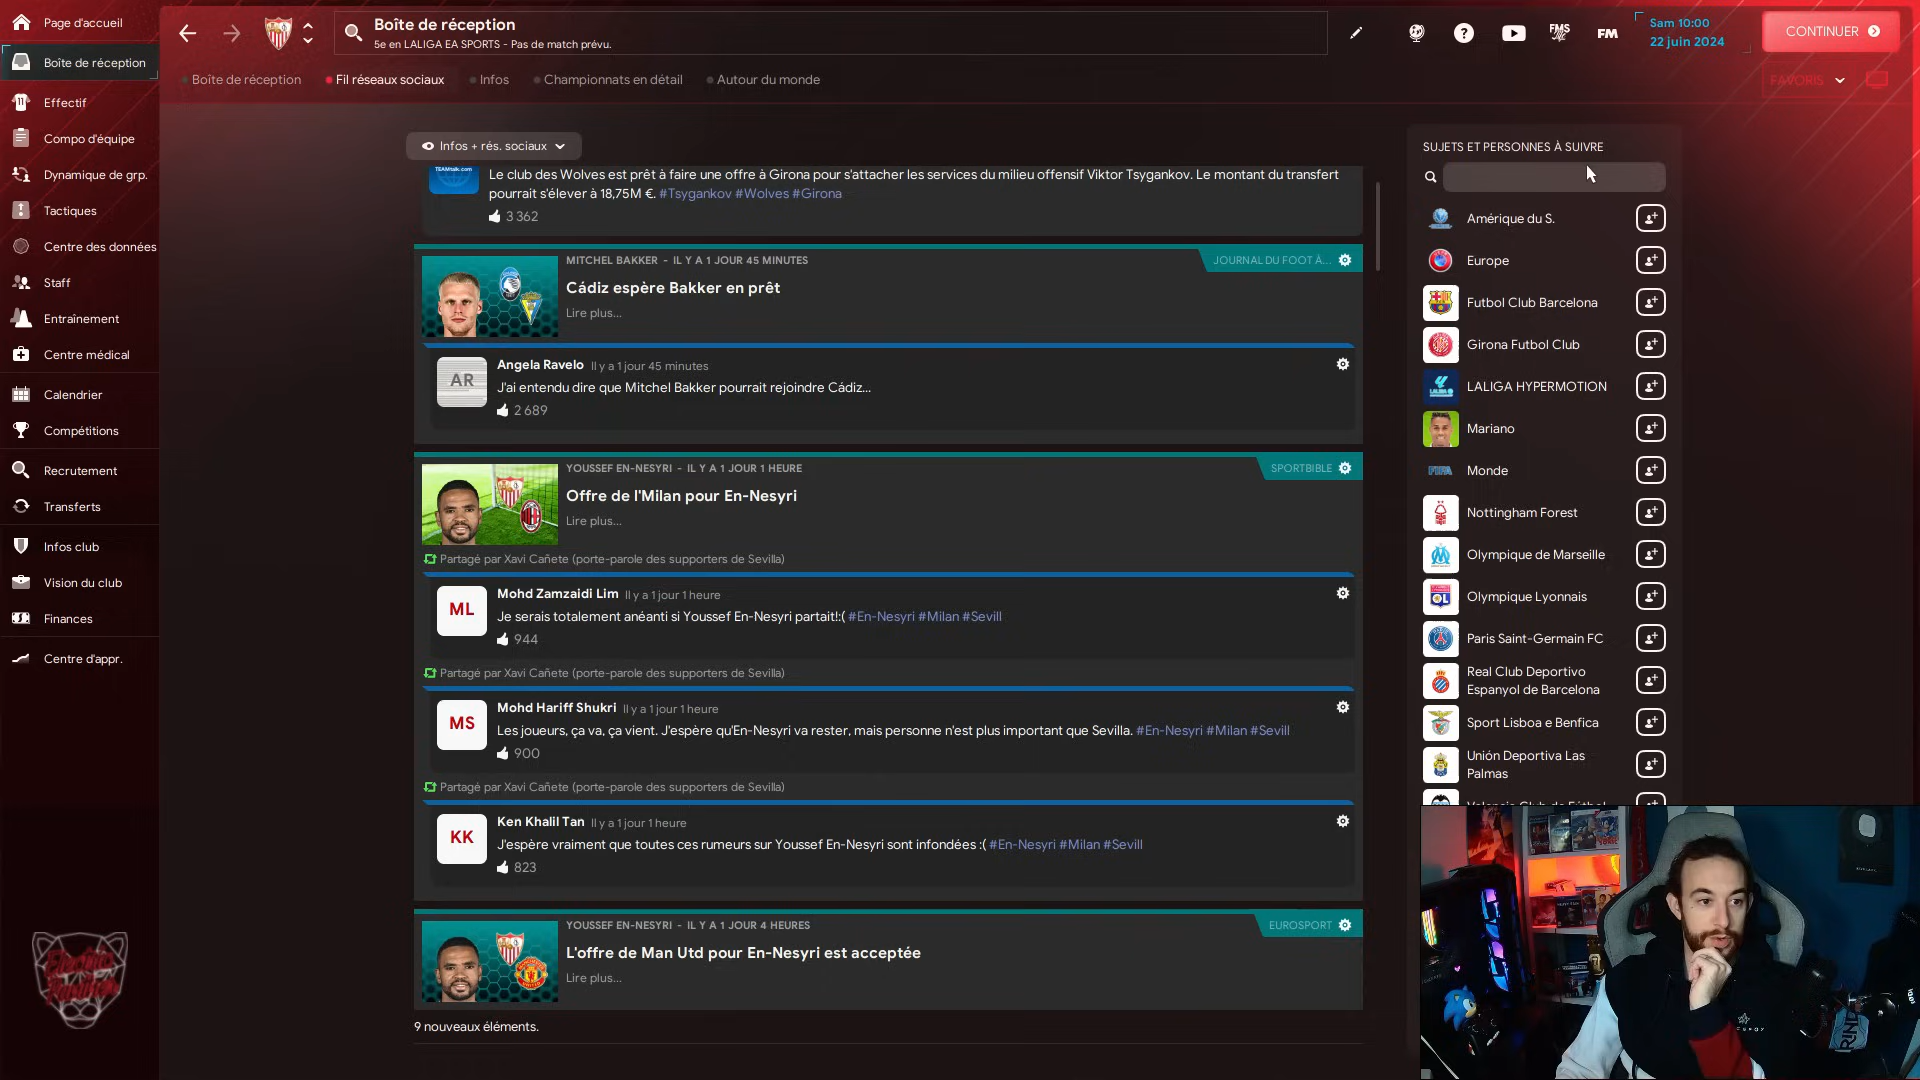 Page d'accueil
Boîte de réception
Effectif
Compo d'équipe
Dynamique de grp.
Tactiques
Centre des données
Staff
Entraînement
Centre médical
Calendrier
Compétitions
Recrutement
Transferts
Infos club
Vision du club
Finances
Centre d'appr.
Boîte de réception
5e en LALIGA EA SPORTS - Pas de match prévu.
FMS
FM
Sam 10:00
22 juin 2024
CONTINUER
Boîte de réception
Fil réseaux sociaux
Infos
Championnats en détail
Autour du monde
FAVORIS
Infos + rés. sociaux
TEAMtalk.com
Le club des Wolves est prêt à faire une offre à Girona pour s'attacher les services du milieu offensif Viktor Tsygankov. Le montant du transfert
pourrait s'élever à 18,75M €. #Tsygankov #Wolves #Girona
3 362
MITCHEL BAKKER - IL Y A 1 JOUR 45 MINUTES
JOURNAL DU FOOT À...
Cádiz espère Bakker en prêt
Lire plus...
AR
Angela Ravelo Il y a 1 jour 45 minutes
J'ai entendu dire que Mitchel Bakker pourrait rejoindre Cádiz...
2 689
YOUSSEF EN-NESYRI - IL Y A 1 JOUR 1 HEURE
SPORTBIBLE
Offre de l'Milan pour En-Nesyri
Lire plus...
Partagé par Xavi Cañete (porte-parole des supporters de Sevilla)
ML
Mohd Zamzaidi Lim Il y a 1 jour 1 heure
Je serais totalement anéanti si Youssef En-Nesyri partait!:( #En-Nesyri #Milan #Sevill
944
Partagé par Xavi Cañete (porte-parole des supporters de Sevilla)
MS
Mohd Hariff Shukri Il y a 1 jour 1 heure
Les joueurs, ça va, ça vient. J'espère qu'En-Nesyri va rester, mais personne n'est plus important que Sevilla. #En-Nesyri #Milan #Sevill
900
Partagé par Xavi Cañete (porte-parole des supporters de Sevilla)
KK
Ken Khalil Tan Il y a 1 jour 1 heure
J'espère vraiment que toutes ces rumeurs sur Youssef En-Nesyri sont infondées :( #En-Nesyri #Milan #Sevill
823
YOUSSEF EN-NESYRI - IL Y A 1 JOUR 4 HEURES
EUROSPORT
L'offre de Man Utd pour En-Nesyri est acceptée
Lire plus...
9 nouveaux éléments.
SUJETS ET PERSONNES À SUIVRE
Amérique du S.
Europe
Futbol Club Barcelona
Girona Futbol Club
LALIGA HYPERMOTION
Mariano
FIFA
Monde
Nottingham Forest
Olympique de Marseille
Olympique Lyonnais
Paris Saint-Germain FC
Real Club Deportivo
Espanyol de Barcelona
Sport Lisboa e Benfica
Unión Deportiva Las
Palmas